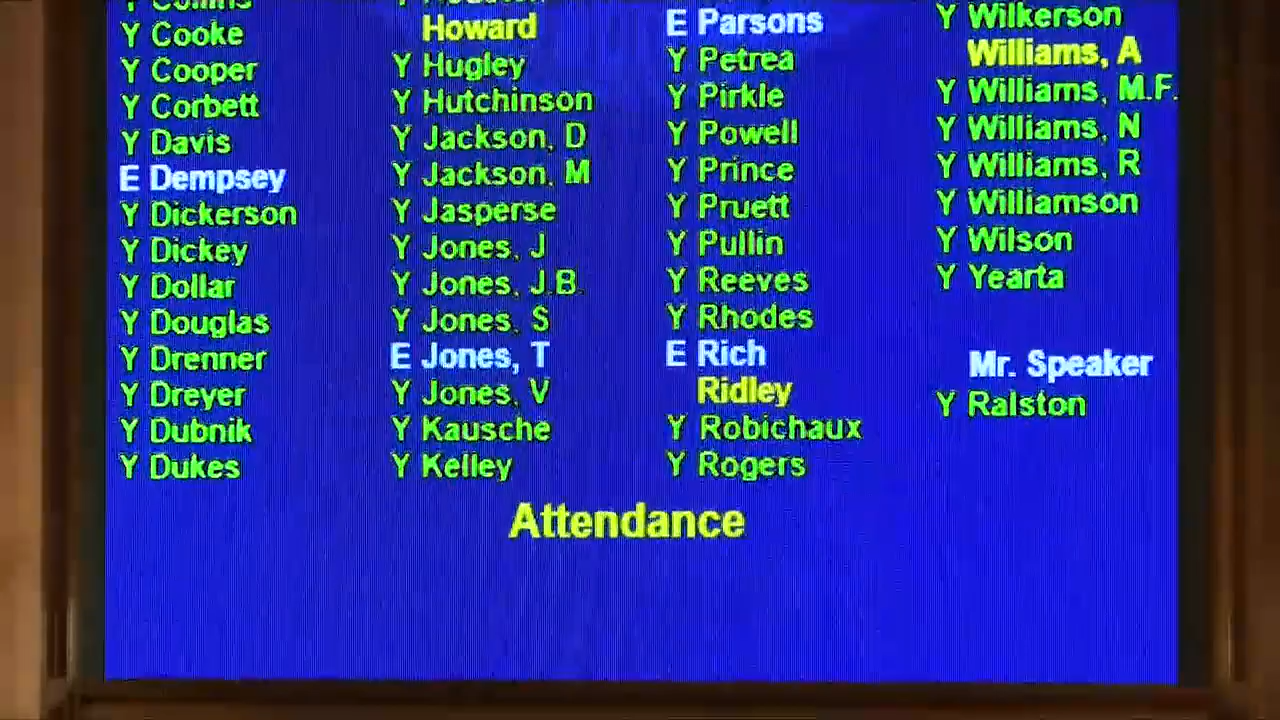 Y Collins
Y Cooke
Y Cooper
Y Corbett
Y Davis
E Dempsey
Y Dickerson
Y Dickey
Y Dollar
Y Douglas
Y Drenner
Y Dreyer
Y Dubnik
Y Dukes
Howard
Y Hugley
Y Hutchinson
Y Jackson, D
Y Jackson, M
Y Jasperse
Y Jones, J
Y Jones, J.B.
Y Jones, S
E Jones, T
Y Jones, V
Y Kausche
Y Kelley
E Parsons
Y Petrea
Y Pirkle
Y Powell
Y Prince
Y Pruett
Y Pullin
Y Reeves
Y Rhodes
E Rich
Ridley
Y Robichaux
Y Rogers
Y Wilkerson
Williams, A
Y Williams, M.F.
Y Williams, N
Y Williams, R
Y Williamson
Y Wilson
Y Yearta
Mr. Speaker
Y Ralston
Attendance